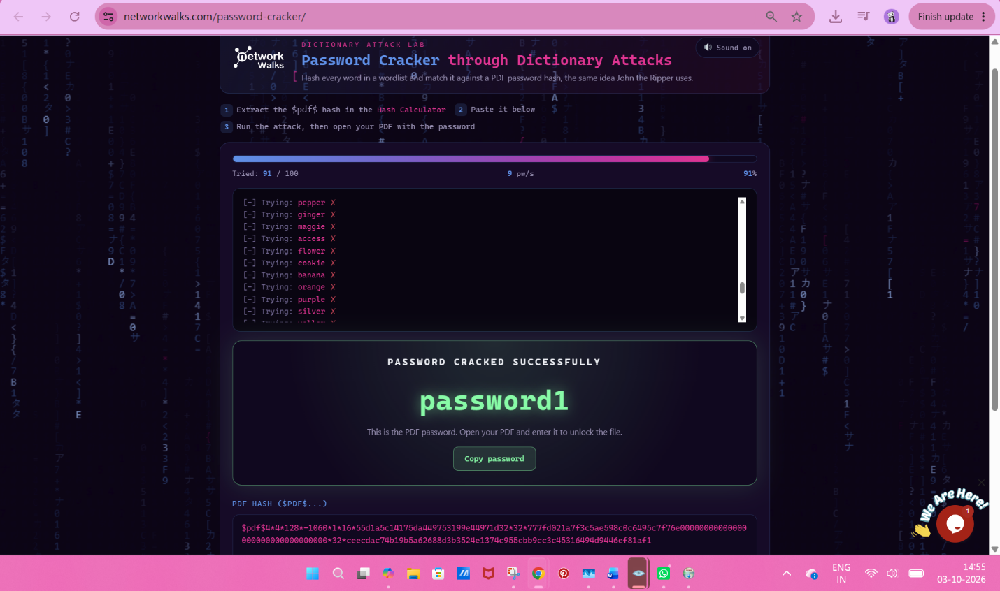 networkwalks.com/password-cracker/
Finish update
network
Walks
DICTIONARY ATTACK LAB
Password Cracker through Dictionary Attacks
Hash every word in a wordlist and match it against a PDF password hash, the same idea John the Ripper uses.
Sound on
1 Extract the $pdf$ hash in the Hash Calculator 2 Paste it below
3 Run the attack, then open your PDF with the password
Tried: 91 / 100 9 pw/s 91%
[-] Trying: pepper X
[-] Trying: ginger X
[-] Trying: maggie X
[-] Trying: access X
[-] Trying: flower X
[-] Trying: cookie X
[-] Trying: banana X
[-] Trying: orange X
[-] Trying: purple X
[-] Trying: silver X
PASSWORD CRACKED SUCCESSFULLY
password1
This is the PDF password. Open your PDF and enter it to unlock the file.
Copy password
PDF HASH ($PDF$...)
$pdf$4*4*128*-1060*1*16*55d1a5c14175da449753199e44971d32*32*777fd021a7f3c5ae598c0c6495c7f76e00000000000000
000000000000000000*32*ceecdac74b19b5a62688d3b3524e1374c955cbb9cc3c45316494d9446ef81af1
We Are Here!
1
ENG
IN
14:55
03-10-2026